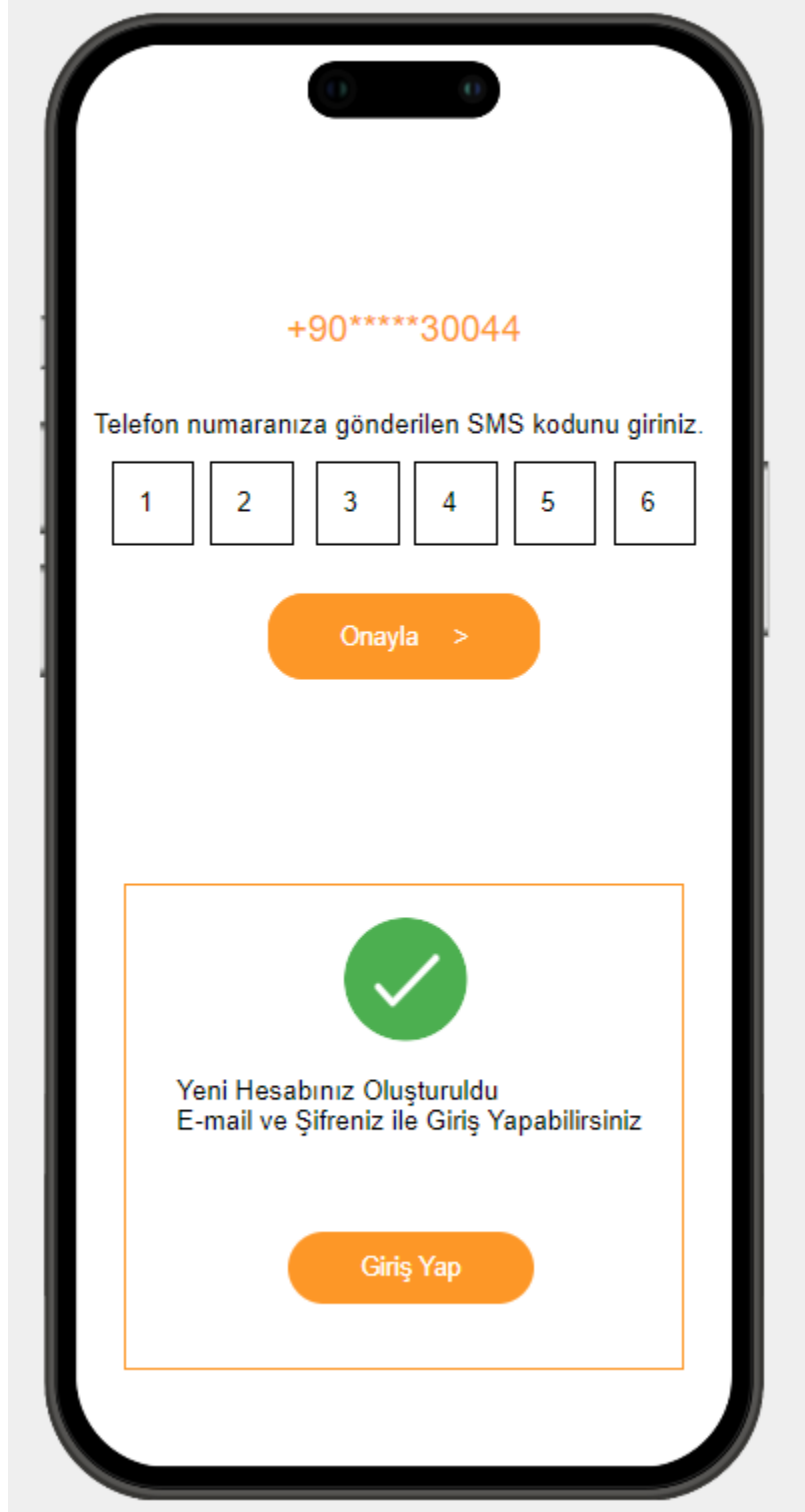 +90*****30044
Telefon numaranıza gönderilen SMS kodunu giriniz.
1 2 3 4 5 6
Onayla >
Yeni Hesabınız Oluşturuldu
E-mail ve Şifreniz ile Giriş Yapabilirsiniz
Giriş Yap